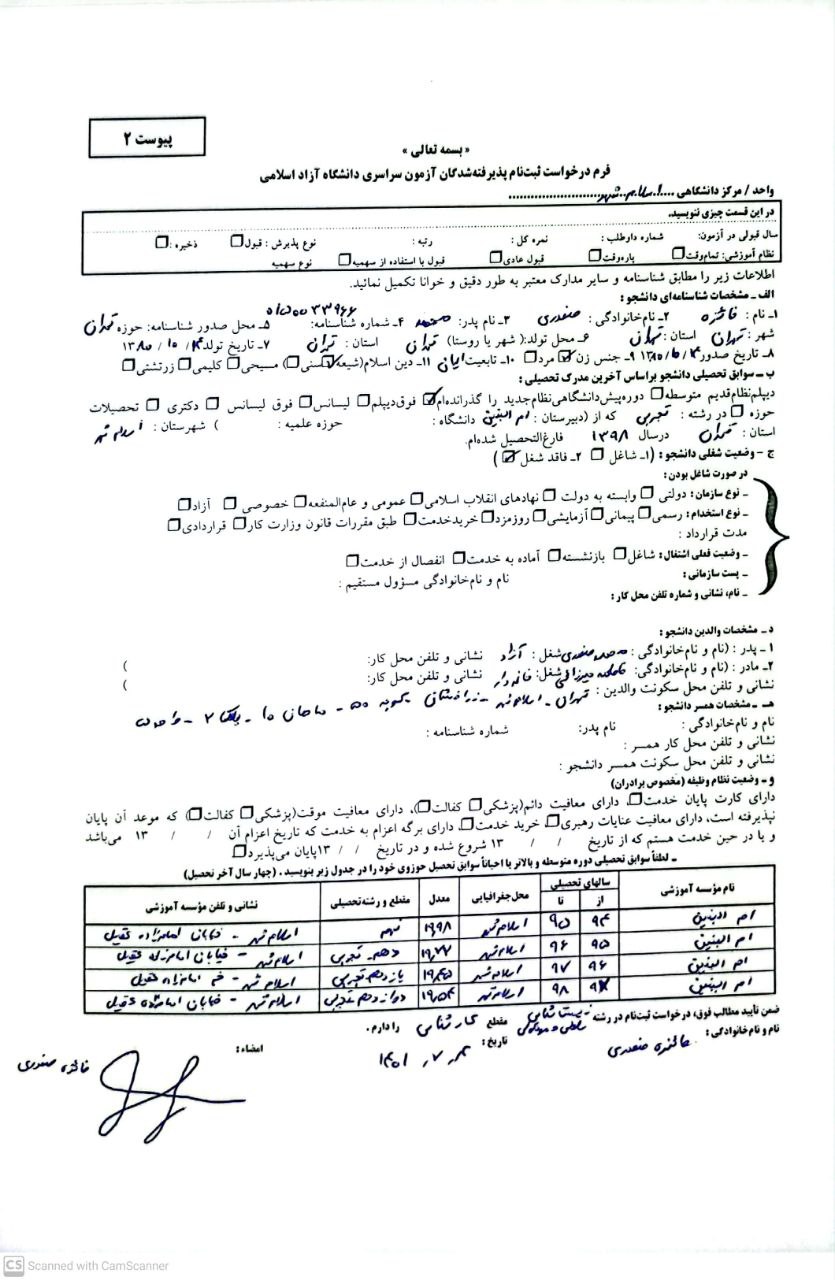 پیوست ۲
« بسمه تعالی »
فرم درخواست ثبت‌نام پذیرفته‌شدگان آزمون سراسری دانشگاه آزاد اسلامی
واحد / مرکز دانشگاهی ....اسلامشهر............................
در این قسمت چیزی ننویسید.
سال قبولی در آزمون: شماره داوطلب : نمره کل : رتبه : نوع پذیرش : قبول ذخیره :
نظام آموزشی: تمام‌وقت پاره‌وقت قبول عادی قبول با استفاده از سهمیه نوع سهمیه
اطلاعات زیر را مطابق شناسنامه و سایر مدارک معتبر به طور دقیق و خوانا تکمیل نمائید.
الف ـ مشخصات شناسنامه‌ای دانشجو :
۱ـ نام : فائزه ۲ـ نام‌خانوادگی : صفدری ۳ـ نام پدر: محمد ۴ـ شماره شناسنامه: ۵ـ محل صدور شناسنامه: حوزه تهران
شهر : تهران استان: تهران ۶ـ محل تولد:( شهر یا روستا) تهران استان : تهران ۷ـ تاریخ تولد ۱۳۸۰/۱۰/۴
۸ـ تاریخ صدور ۹ـ جنس زن مرد ۱۰ـ تابعیت ایران ۱۱ـ دین اسلام(شیعه سنی) مسیحی کلیمی زرتشتی
ب ـ سوابق تحصیلی دانشجو براساس آخرین مدرک تحصیلی :
دیپلم‌نظام‌قدیم متوسطه دوره‌پیش‌دانشگاهی‌نظام‌جدید را گذرانده‌ام فوق‌دیپلم لیسانس فوق لیسانس دکتری تحصیلات
حوزه در رشته : تجربی که از (دبیرستان : ام البنین دانشگاه : حوزه علمیه : ) شهرستان : اسلامشهر
استان : تهران درسال ۱۳۹۸ فارغ‌التحصیل شده‌ام.
ج ـ وضعیت شغلی دانشجو : (۱ـ شاغل ۲ـ فاقد شغل )
در صورت شاغل بودن:
ـ نوع سازمان: دولتی وابسته به دولت نهادهای انقلاب اسلامی عمومی و عام‌المنفعه خصوصی آزاد
ـ نوع استخدام : رسمی پیمانی آزمایشی روزمزد خریدخدمت طبق مقررات قانون وزارت کار قراردادی
مدت قرارداد :
ـ وضعیت فعلی اشتغال: شاغل بازنشسته آماده به خدمت انفصال از خدمت
ـ پست سازمانی : نام و نام‌خانوادگی مسؤول مستقیم :
ـ نام، نشانی و شماره تلفن محل کار :
د ـ مشخصات والدین دانشجو :
۱ـ پدر : (نام و نام‌خانوادگی: محمد صفدری شغل: آزاد نشانی و تلفن محل کار: )
۲ـ مادر : (نام و نام‌خانوادگی: شغل: خانه دار نشانی و تلفن محل کار: )
نشانی و تلفن محل سکونت والدین : تهران - اسلامشهر - - ۵۵ - ۱۰ - پلاک ۲ - واحد
هـ ـ مشخصات همسر دانشجو :
نام و نام‌خانوادگی : نام پدر: شماره شناسنامه :
نشانی و تلفن محل کار همسر :
نشانی و تلفن محل سکونت همسر دانشجو :
و ـ وضعیت نظام وظیفه (مخصوص برادران)
دارای کارت پایان خدمت، دارای معافیت دائم(پزشکی کفالت)، دارای معافیت موقت(پزشکی کفالت) که موعد آن پایان
نپذیرفته است، دارای معافیت عنایات رهبری خرید خدمت دارای برگه اعزام به خدمت که تاریخ اعزام آن / / ۱۳ می‌باشد
و یا در حین خدمت هستم که از تاریخ / / ۱۳ شروع شده و در تاریخ / / ۱۳ پایان می‌پذیرد
ـ لطفاً سوابق تحصیلی دوره متوسطه و بالاتر یا احیاناً سوابق تحصیل حوزوی خود را در جدول زیر بنویسید . (چهار سال آخر تحصیل)
نام مؤسسه آموزشی سالهای تحصیلی محل‌جغرافیایی معدل مقطع و رشته‌تحصیلی نشانی و تلفن مؤسسه آموزشی
از تا
ام البنین ۹۴ ۹۵ اسلامشهر ۱۹,۹۸ نهم اسلامشهر - خیابان امامزاده عقیل
ام البنین ۹۵ ۹۶ اسلامشهر ۱۹,۷۷ دهم - تجربی اسلامشهر - خیابان امامزاده عقیل
ام البنین ۹۶ ۹۷ اسلامشهر ۱۹,۴۵ یازدهم تجربی اسلامشهر - امامزاده عقیل
ام البنین ۹۷ ۹۸ اسلامشهر ۱۹,۵۴ دوازدهم تجربی اسلامشهر - خیابان امامزاده عقیل
ضمن تأیید مطالب فوق، درخواست ثبت‌نام در رشته زیست شناسی سلولی و مولکولی مقطع کارشناسی را دارم .
نام و نام‌خانوادگی : فائزه صفدری تاریخ : ۱۴۰۱ امضاء : فائزه صفدری
CS Scanned with CamScanner